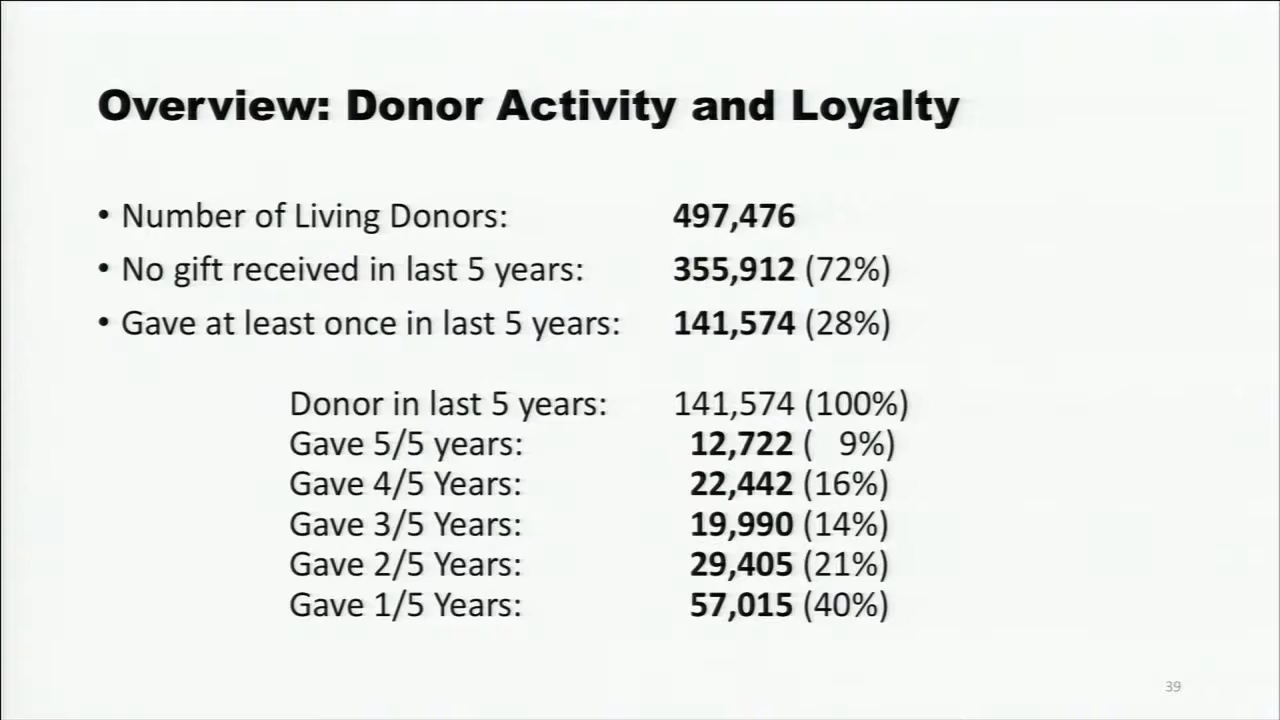 Overview: Donor Activity and Loyalty
• Number of Living Donors: 497,476
• No gift received in last 5 years: 355,912 (72%)
• Gave at least once in last 5 years: 141,574 (28%)
Donor in last 5 years: 141,574 (100%)
Gave 5/5 years: 12,722 ( 9%)
Gave 4/5 Years: 22,442 (16%)
Gave 3/5 Years: 19,990 (14%)
Gave 2/5 Years: 29,405 (21%)
Gave 1/5 Years: 57,015 (40%)
39